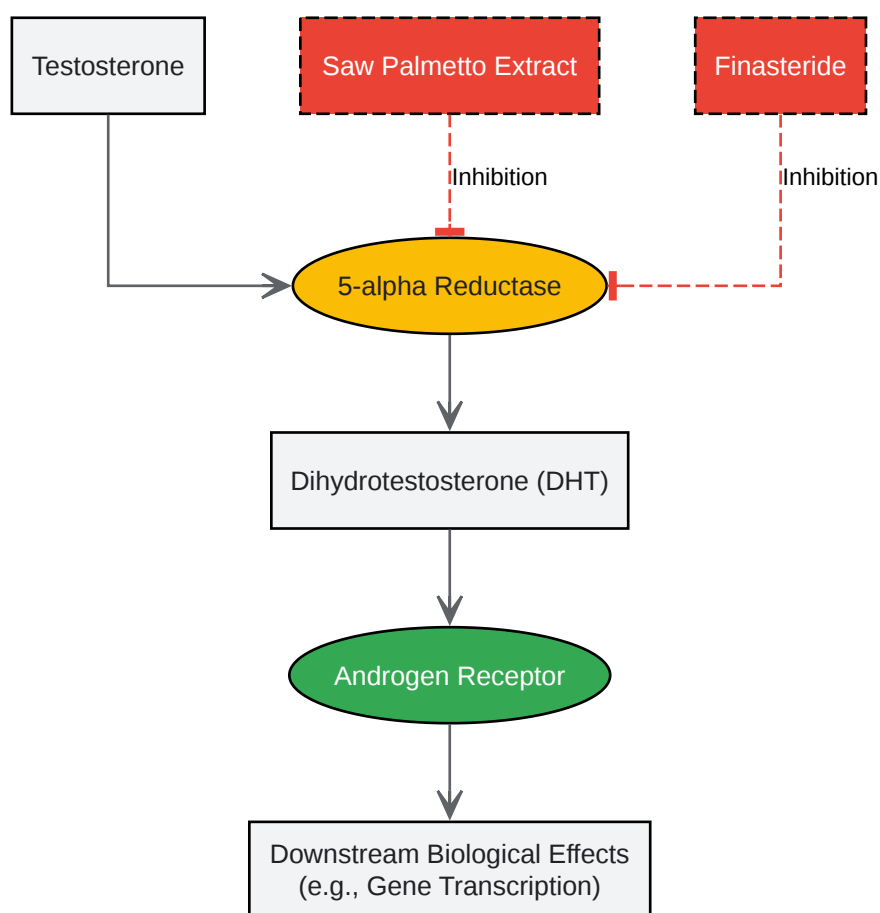 Testosterone
Saw Palmetto Extract
Finasteride
Inhibition
Inhibition
5-alpha Reductase
Dihydrotestosterone (DHT)
Androgen Receptor
Downstream Biological Effects
(e.g., Gene Transcription)